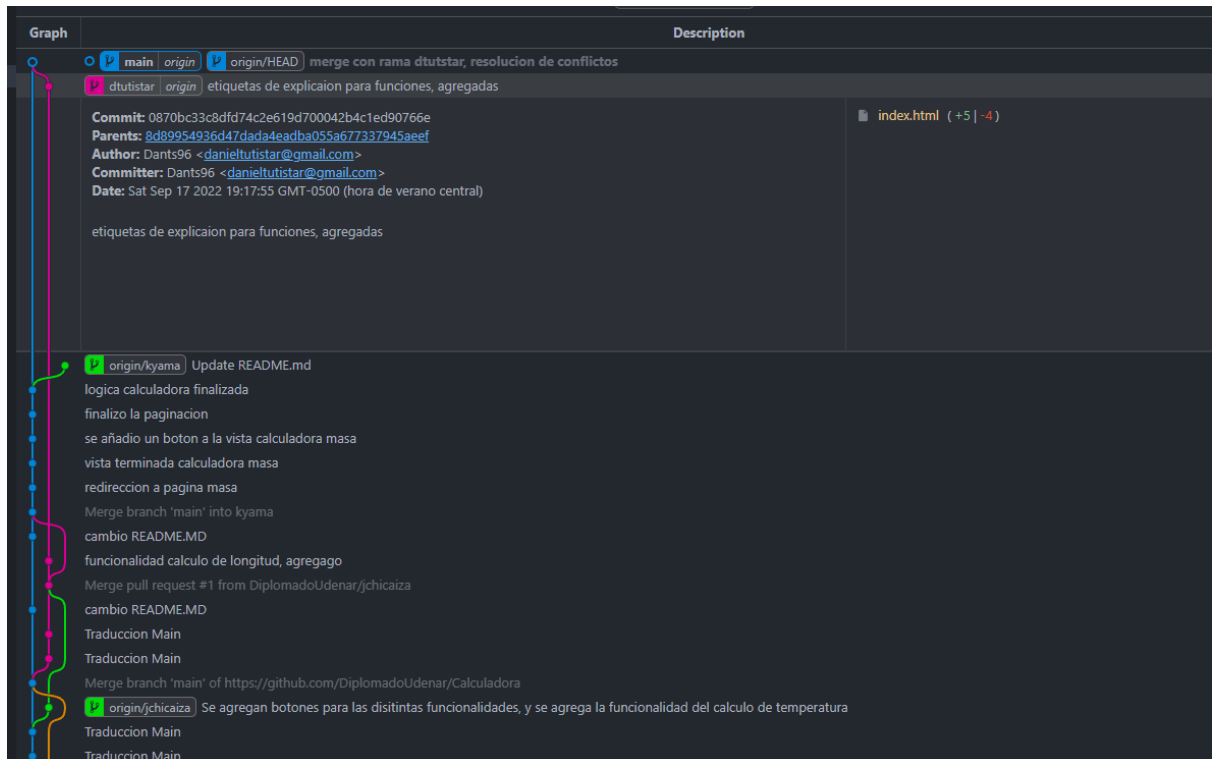 Graph Description
main origin origin/HEAD merge con rama dtutstar, resolucion de conflictos
dtutistar origin etiquetas de explicaion para funciones, agregadas
Commit: 0870bc33c8dfd74c2e619d700042b4c1ed90766e
Parents: 8d89954936d47dada4eadba055a677337945aeef
Author: Dants96 <danieltutistar@gmail.com>
Committer: Dants96 <danieltutistar@gmail.com>
Date: Sat Sep 17 2022 19:17:55 GMT-0500 (hora de verano central)
etiquetas de explicaion para funciones, agregadas
index.html (+5|-4)
origin/kyama Update README.md
logica calculadora finalizada
finalizo la paginacion
se añadio un boton a la vista calculadora masa
vista terminada calculadora masa
redireccion a pagina masa
Merge branch 'main' into kyama
cambio README.MD
funcionalidad calculo de longitud, agregago
Merge pull request #1 from DiplomadoUdenar/jchicaiza
cambio README.MD
Traduccion Main
Traduccion Main
Merge branch 'main' of https://github.com/DiplomadoUdenar/Calculadora
origin/jchicaiza Se agregan botones para las disitintas funcionalidades, y se agrega la funcionalidad del calculo de temperatura
Traduccion Main
Traduccion Main